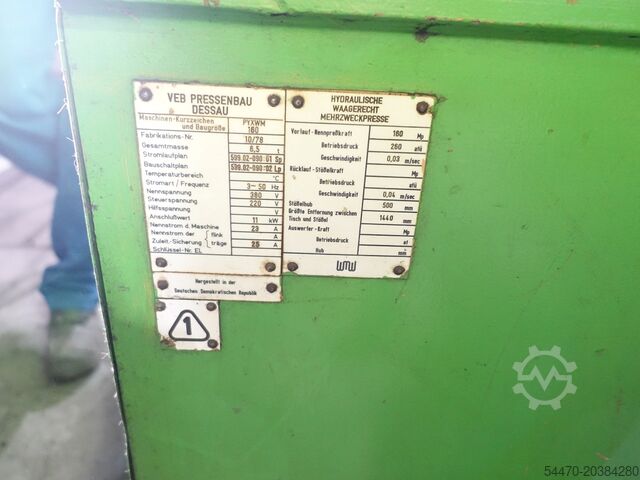 VEB PRESSENBAU
DESSAU
Maschinen-Kurzzeichen
und Baugröße PYXWM
160
Fabrikations-Nr. 10/78
Gesamtmasse 6,5 t
Stromlaufplan 599.02-090:01 Sp
Bauschaltplan 599.02-090:02 Lp
Temperaturbereich °C
Stromart / Frequenz 3~ 50 Hz
Nennspannung 380 V
Steuerspannung 220 V
Hilfsspannung V
Anschlußwert 11 kW
Nennstrom d. Maschine 23 A
Nennstrom der flink A
Zuleit.-Sicherung träge 25 A
Schlüssel-Nr. EL
HYDRAULISCHE
WAAGERECHT
MEHRZWECKPRESSE
Vorlauf-Nennpreßkraft 160 Mp
Betriebsdruck 260 atü
Geschwindigkeit 0,03 m/sec
Rücklauf-Stößelkraft Mp
Betriebsdruck atü
Geschwindigkeit 0,04 m/sec
Stößelhub 500 mm
Größte Entfernung zwischen
Tisch und Stößel 1440 mm
Auswerfer-Kraft Mp
Betriebsdruck at
Hub mm
WMW
Hergestellt in der
Deutschen Demokratischen Republik
1
54470-20384280